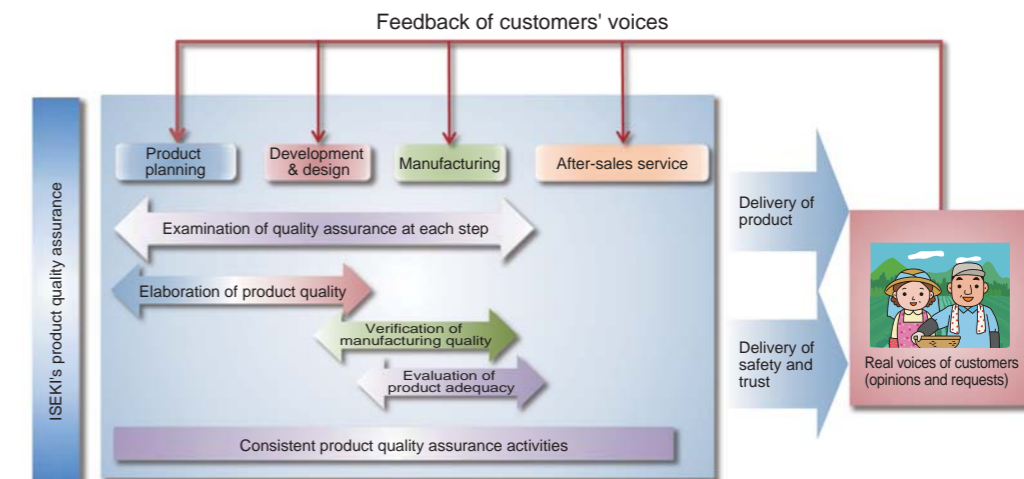 Feedback of customers' voices
ISEKI's product quality assurance
Product
planning
Development
& design
Manufacturing
After-sales service
Examination of quality assurance at each step
Elaboration of product quality
Verification of
manufacturing quality
Evaluation of
product adequacy
Consistent product quality assurance activities
Delivery of
product
Delivery of
safety and
trust
Real voices of customers
(opinions and requests)